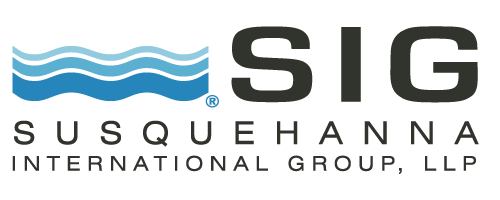 ® SIG
SUSQUEHANNA
INTERNATIONAL GROUP, LLP